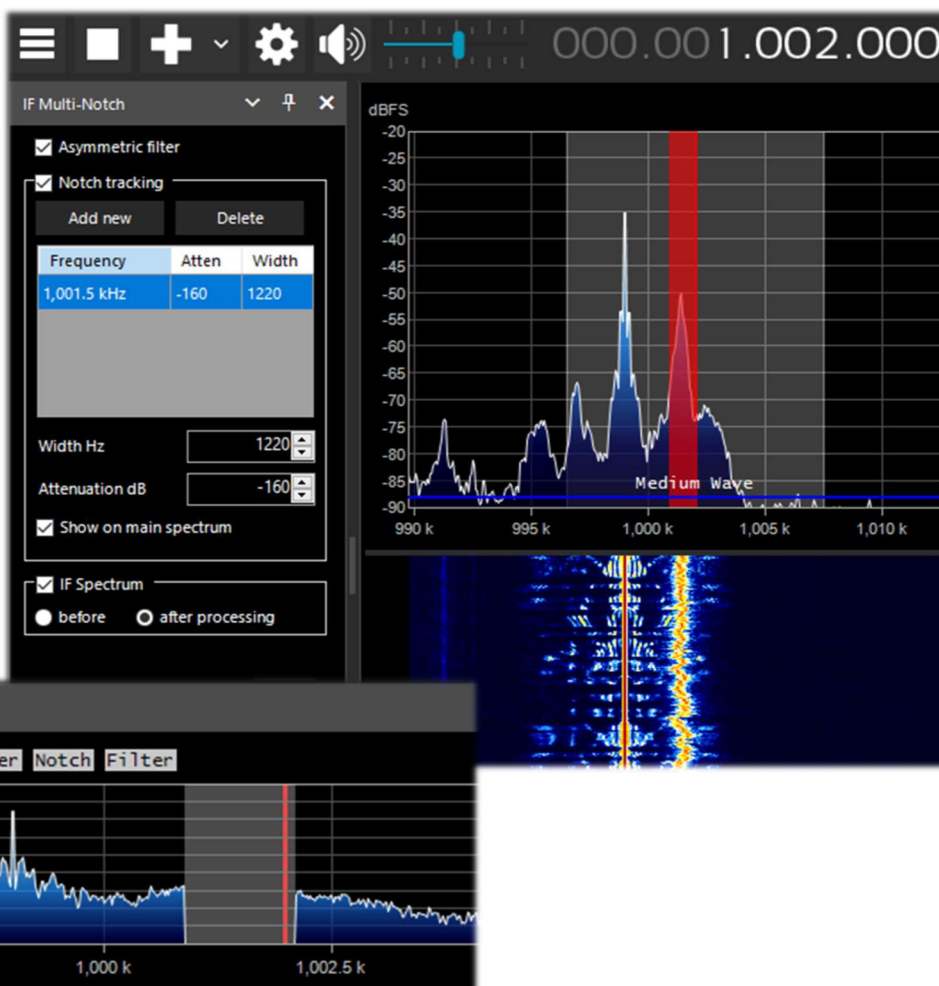 000.001.002.000
IF Multi-Notch
Asymmetric filter
Notch tracking
Add new Delete
Frequency Atten Width
1,001.5 kHz -160 1220
Width Hz 1220
Attenuation dB -160
Show on main spectrum
IF Spectrum
before after processing
dBFS
-20
-25
-30
-35
-40
-45
-50
-55
-60
-65
-70
-75
-80
-85
-90
Medium Wave
990 k 995 k 1,000 k 1,005 k 1,010 k
er Notch Filter
1,000 k 1,002.5 k